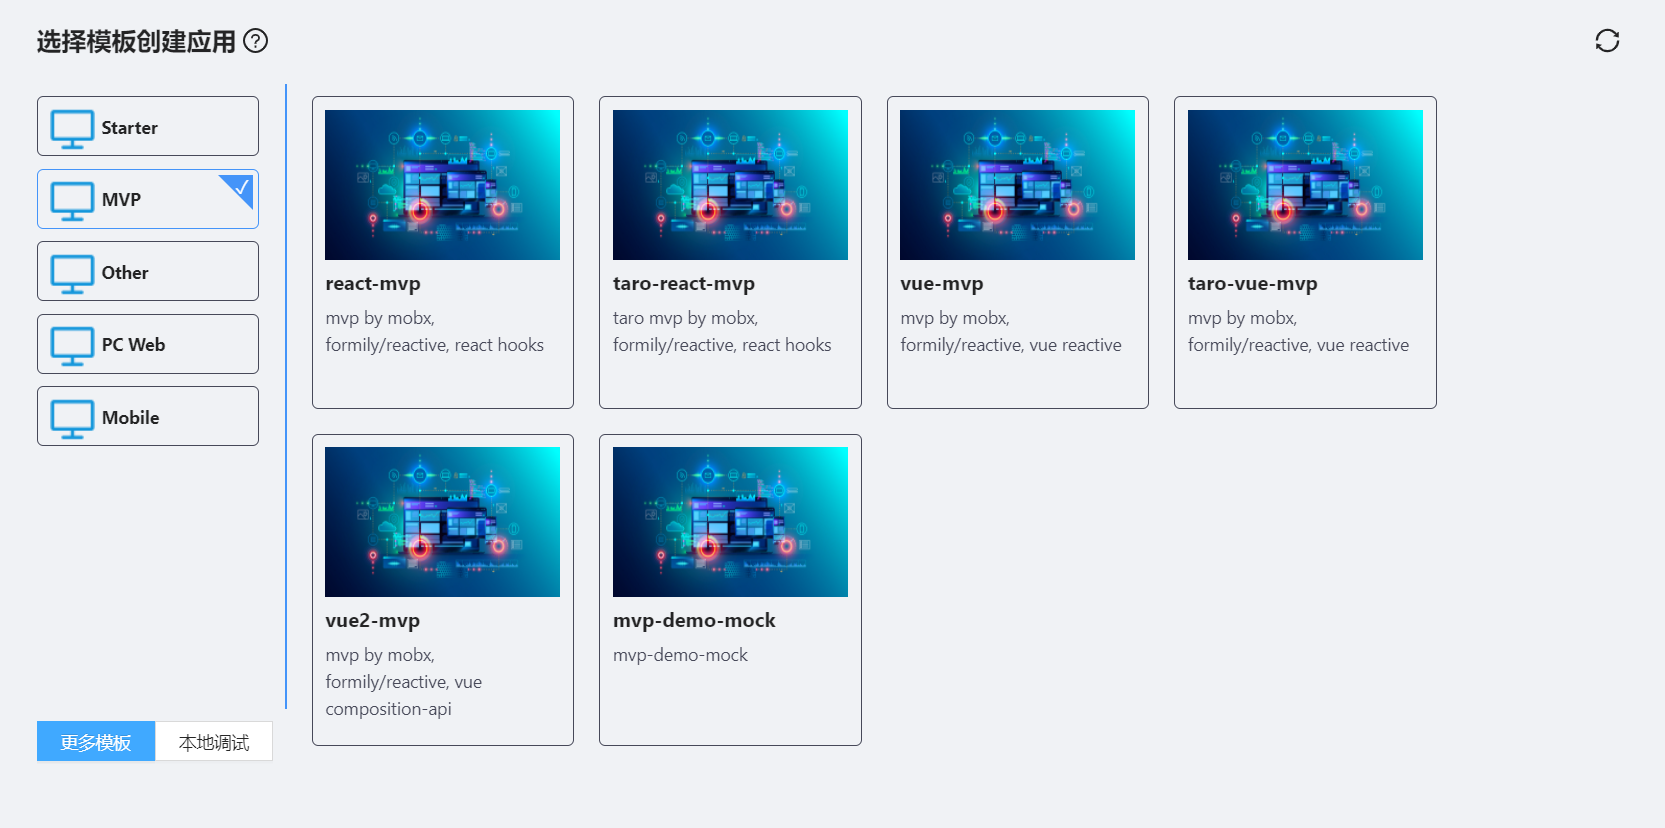 选择模板创建应用
Starter
MVP
Other
PC Web
Mobile
更多模板
本地调试
react-mvp
mvp by mobx,
formily/reactive, react hooks
taro-react-mvp
taro mvp by mobx,
formily/reactive, react hooks
vue-mvp
mvp by mobx,
formily/reactive, vue reactive
taro-vue-mvp
mvp by mobx,
formily/reactive, vue reactive
vue2-mvp
mvp by mobx,
formily/reactive, vue
composition-api
mvp-demo-mock
mvp-demo-mock